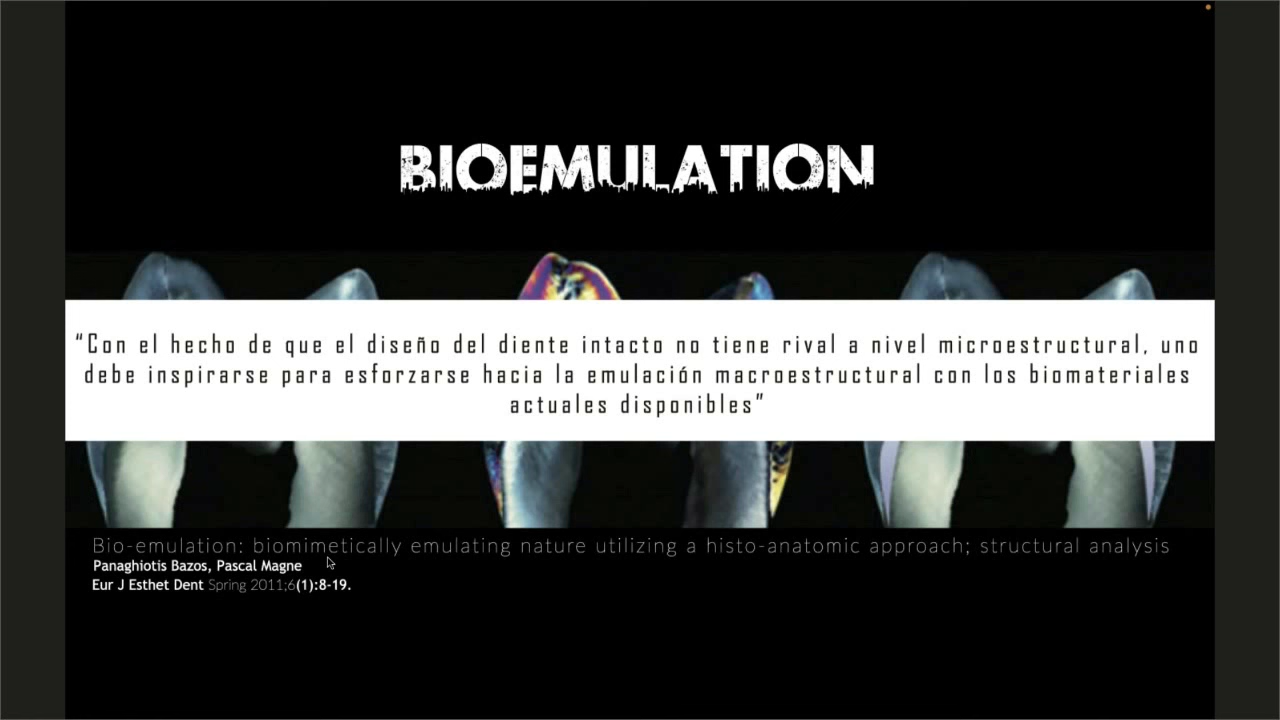 BIOEMULATION
“Con el hecho de que el diseño del diente intacto no tiene rival a nivel microestructural, uno
debe inspirarse para esforzarse hacia la emulación macroestructural con los biomateriales
actuales disponibles”
Bio-emulation: biomimetically emulating nature utilizing a histo-anatomic approach; structural analysis
Panaghiotis Bazos, Pascal Magne
Eur J Esthet Dent Spring 2011;6(1):8-19.